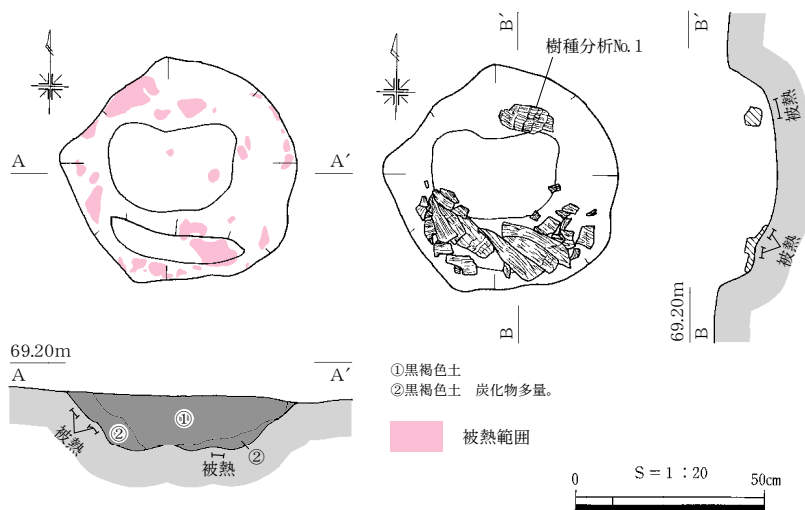 A
A′
B′
樹種分析No. 1
被熱
被熱
B
69.20m
B
69.20m
A
A′
①
②
②
被熱
被熱
①黒褐色土
②黒褐色土 炭化物多量。
被熱範囲
S=1:20
0
50cm